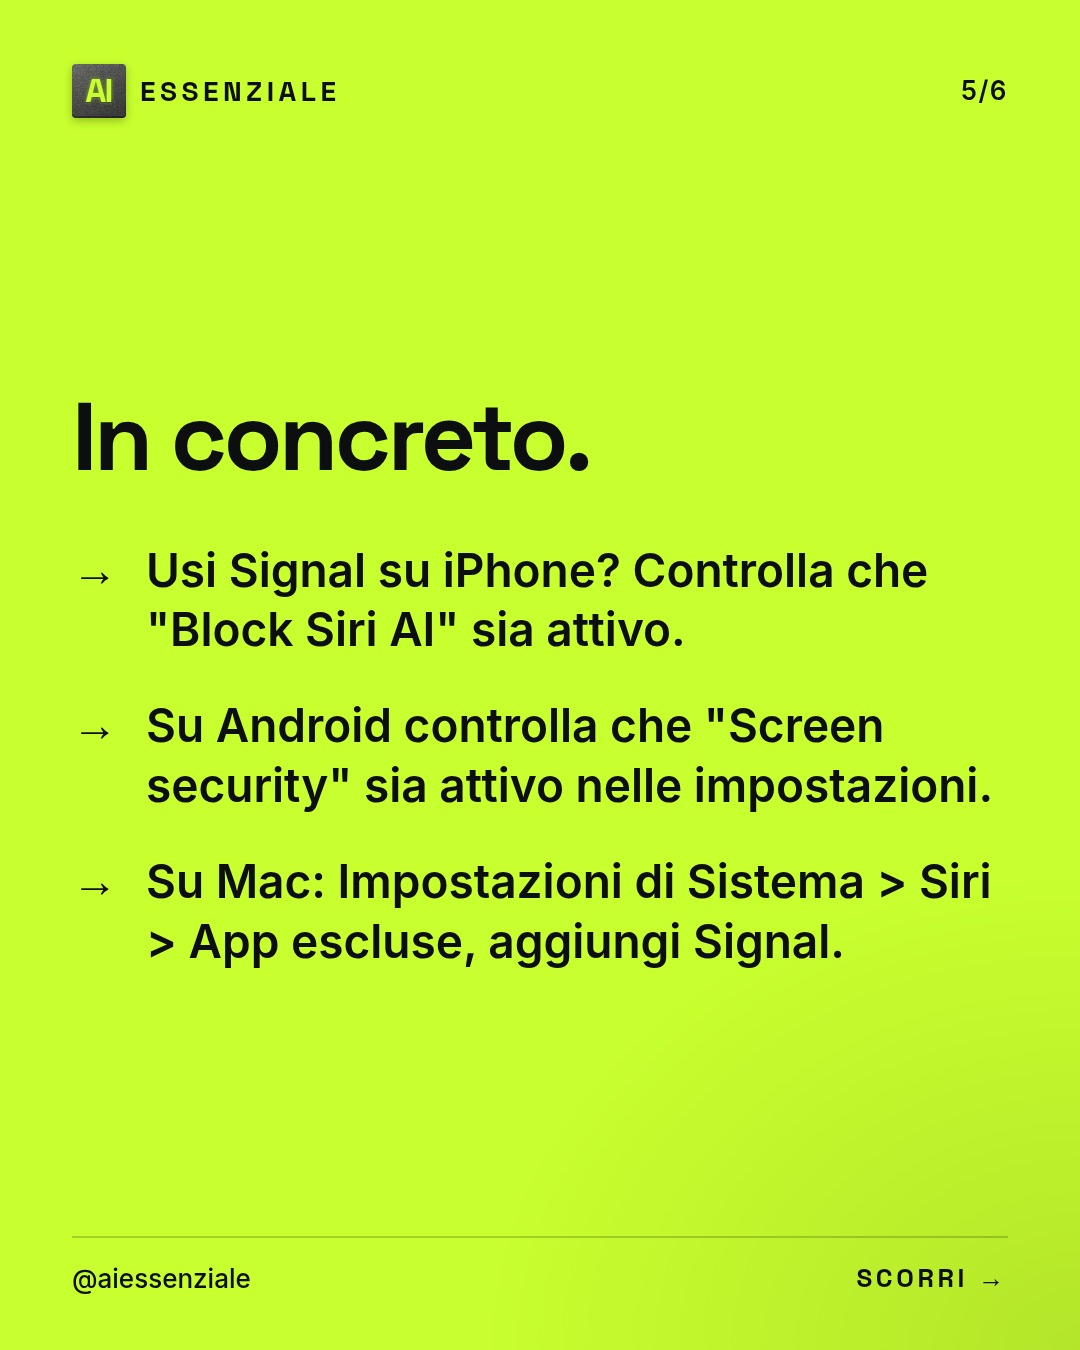 AI ESSENZIALE
5/6
In concreto.
→ Usi Signal su iPhone? Controlla che
"Block Siri AI" sia attivo.
→ Su Android controlla che "Screen
security" sia attivo nelle impostazioni.
→ Su Mac: Impostazioni di Sistema > Siri
> App escluse, aggiungi Signal.
@aiessenziale
SCORRI →